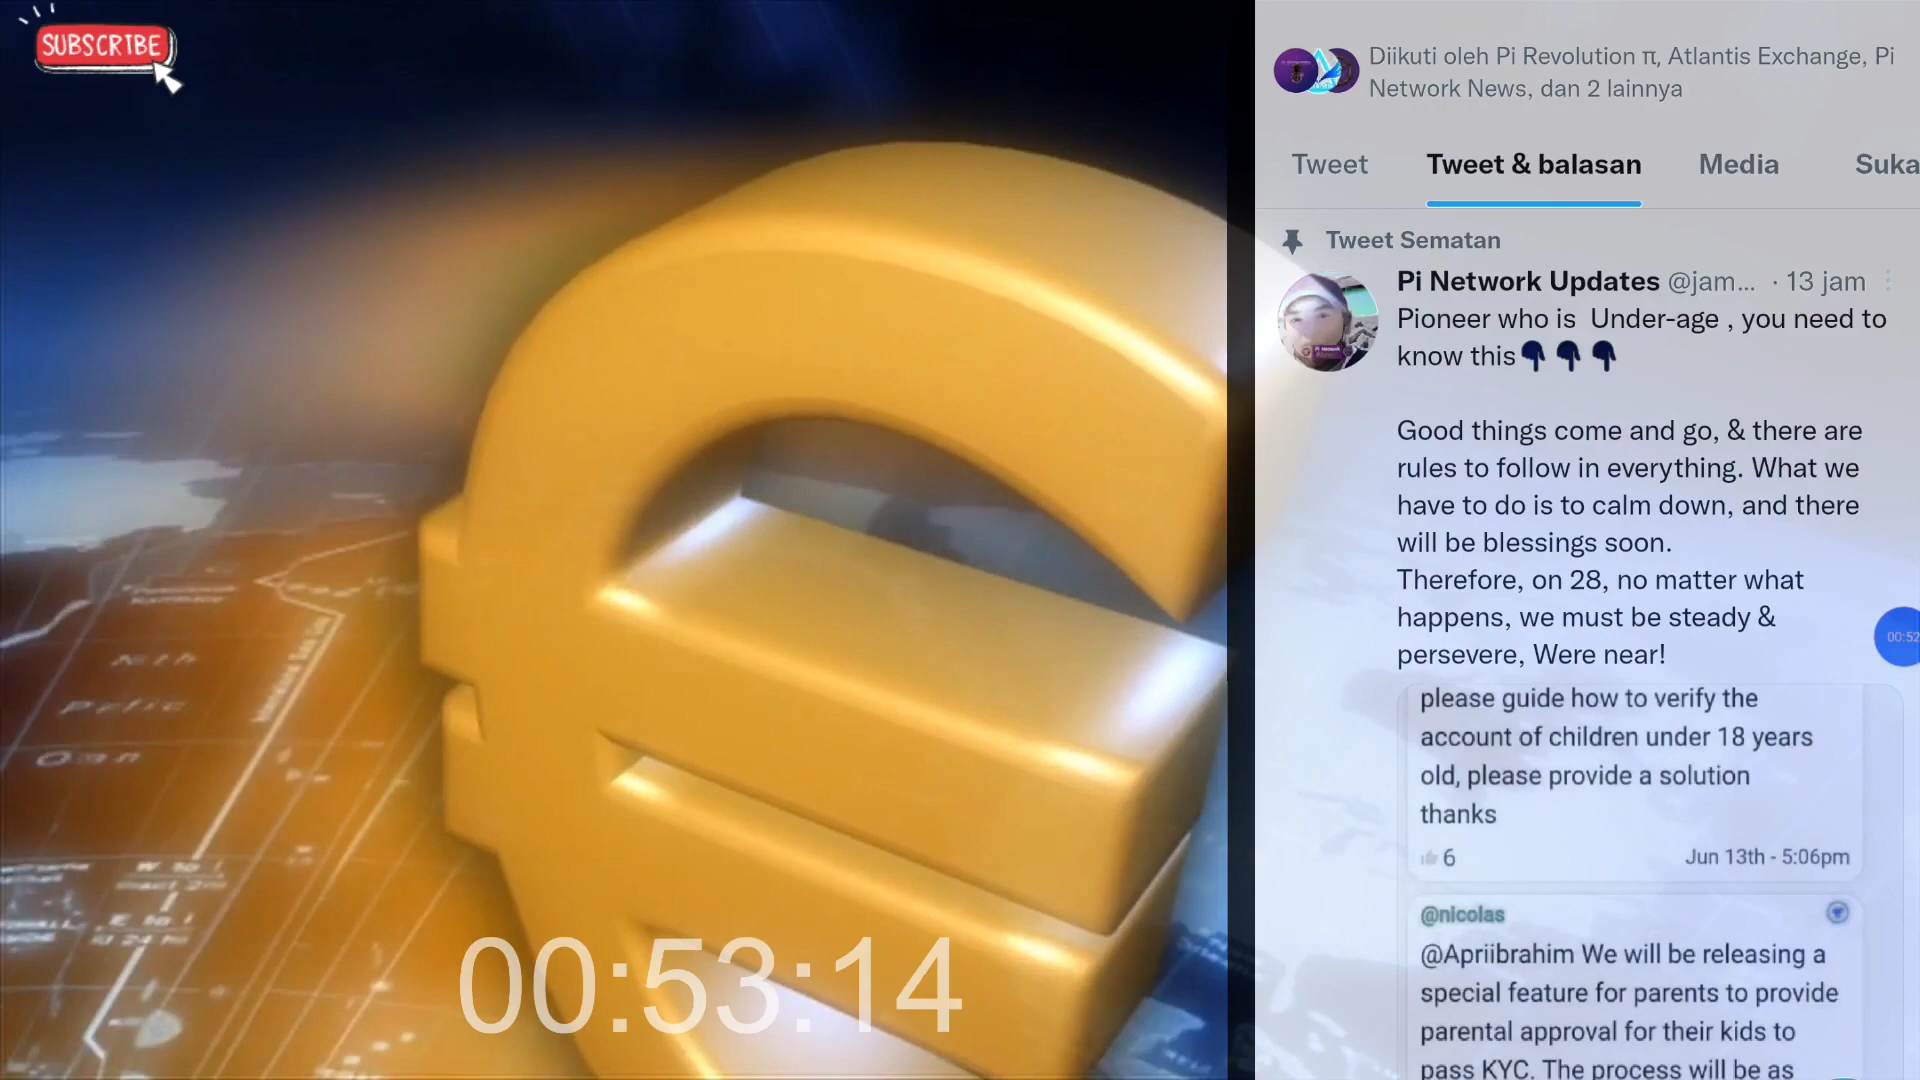 SUBSCRIBE
00:53:14
Diikuti oleh Pi Revolution π, Atlantis Exchange, Pi
Network News, dan 2 lainnya
Tweet Tweet & balasan Media Suka
Tweet Sematan
Pi Network Updates @jam... · 13 jam
Pioneer who is Under-age , you need to
know this👇👇👇
Good things come and go, & there are
rules to follow in everything. What we
have to do is to calm down, and there
will be blessings soon.
Therefore, on 28, no matter what
happens, we must be steady &
persevere, Were near!
00:52
please guide how to verify the
account of children under 18 years
old, please provide a solution
thanks
6 Jun 13th - 5:06pm
@nicolas
@Apriibrahim We will be releasing a
special feature for parents to provide
parental approval for their kids to
pass KYC. The process will be as